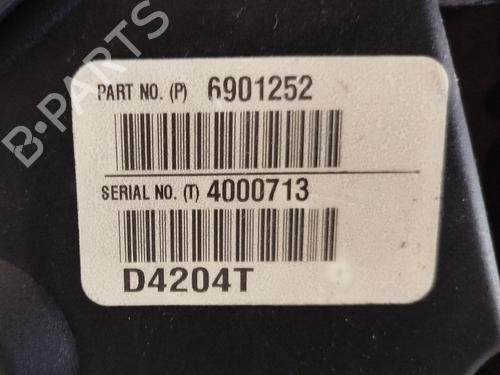 B-PARTS
PART NO. (P) 6901252
SERIAL NO. (T) 4000713
D4204T